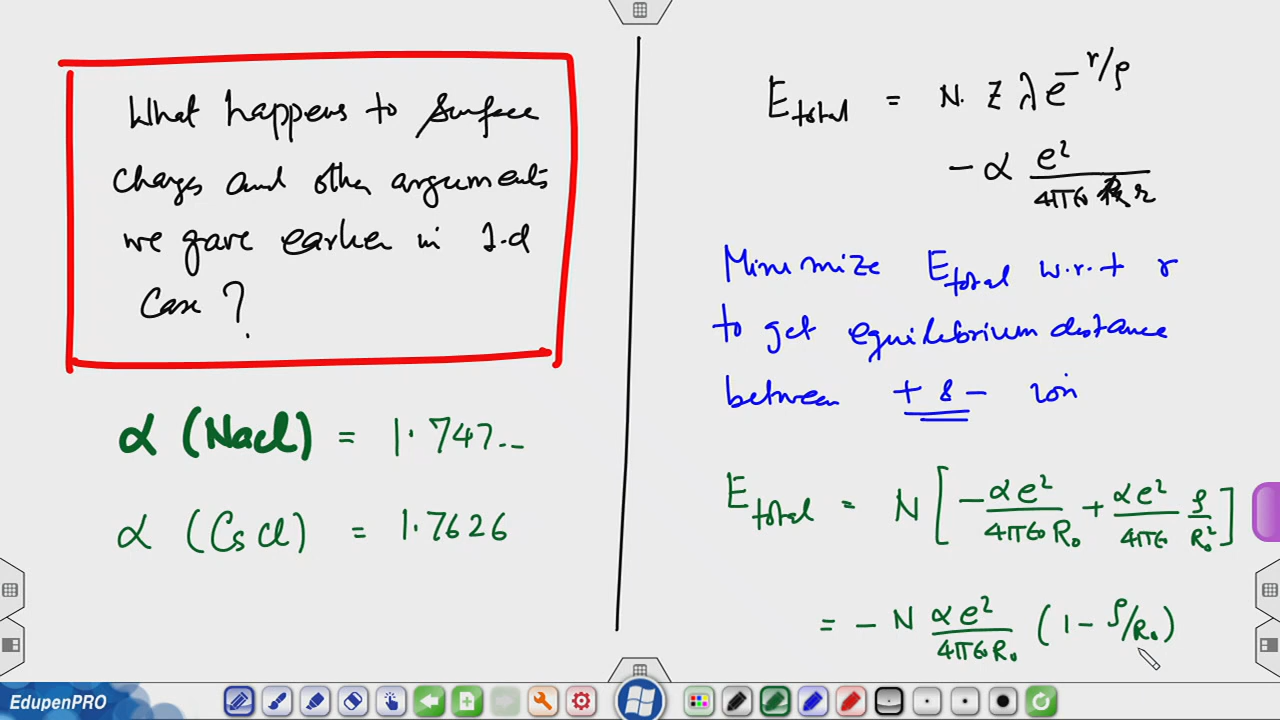 What happens to surface
charges and other arguments
we gave earlier in 1-d
Case ?
α (NaCl) = 1.747...
α (CsCl) = 1.7626
E_total = N. Z λ e^{-r/ρ}
- α e²/4πε₀ r
Minimize E_total w.r.t r
to get equilibrium distance
between + & - ion
E_total = N [ - αe²/4πε₀R₀ + αe²/4πε₀ ρ/R₀² ]
= - N αe²/4πε₀R₀ (1 - ρ/R₀)
EdupenPRO